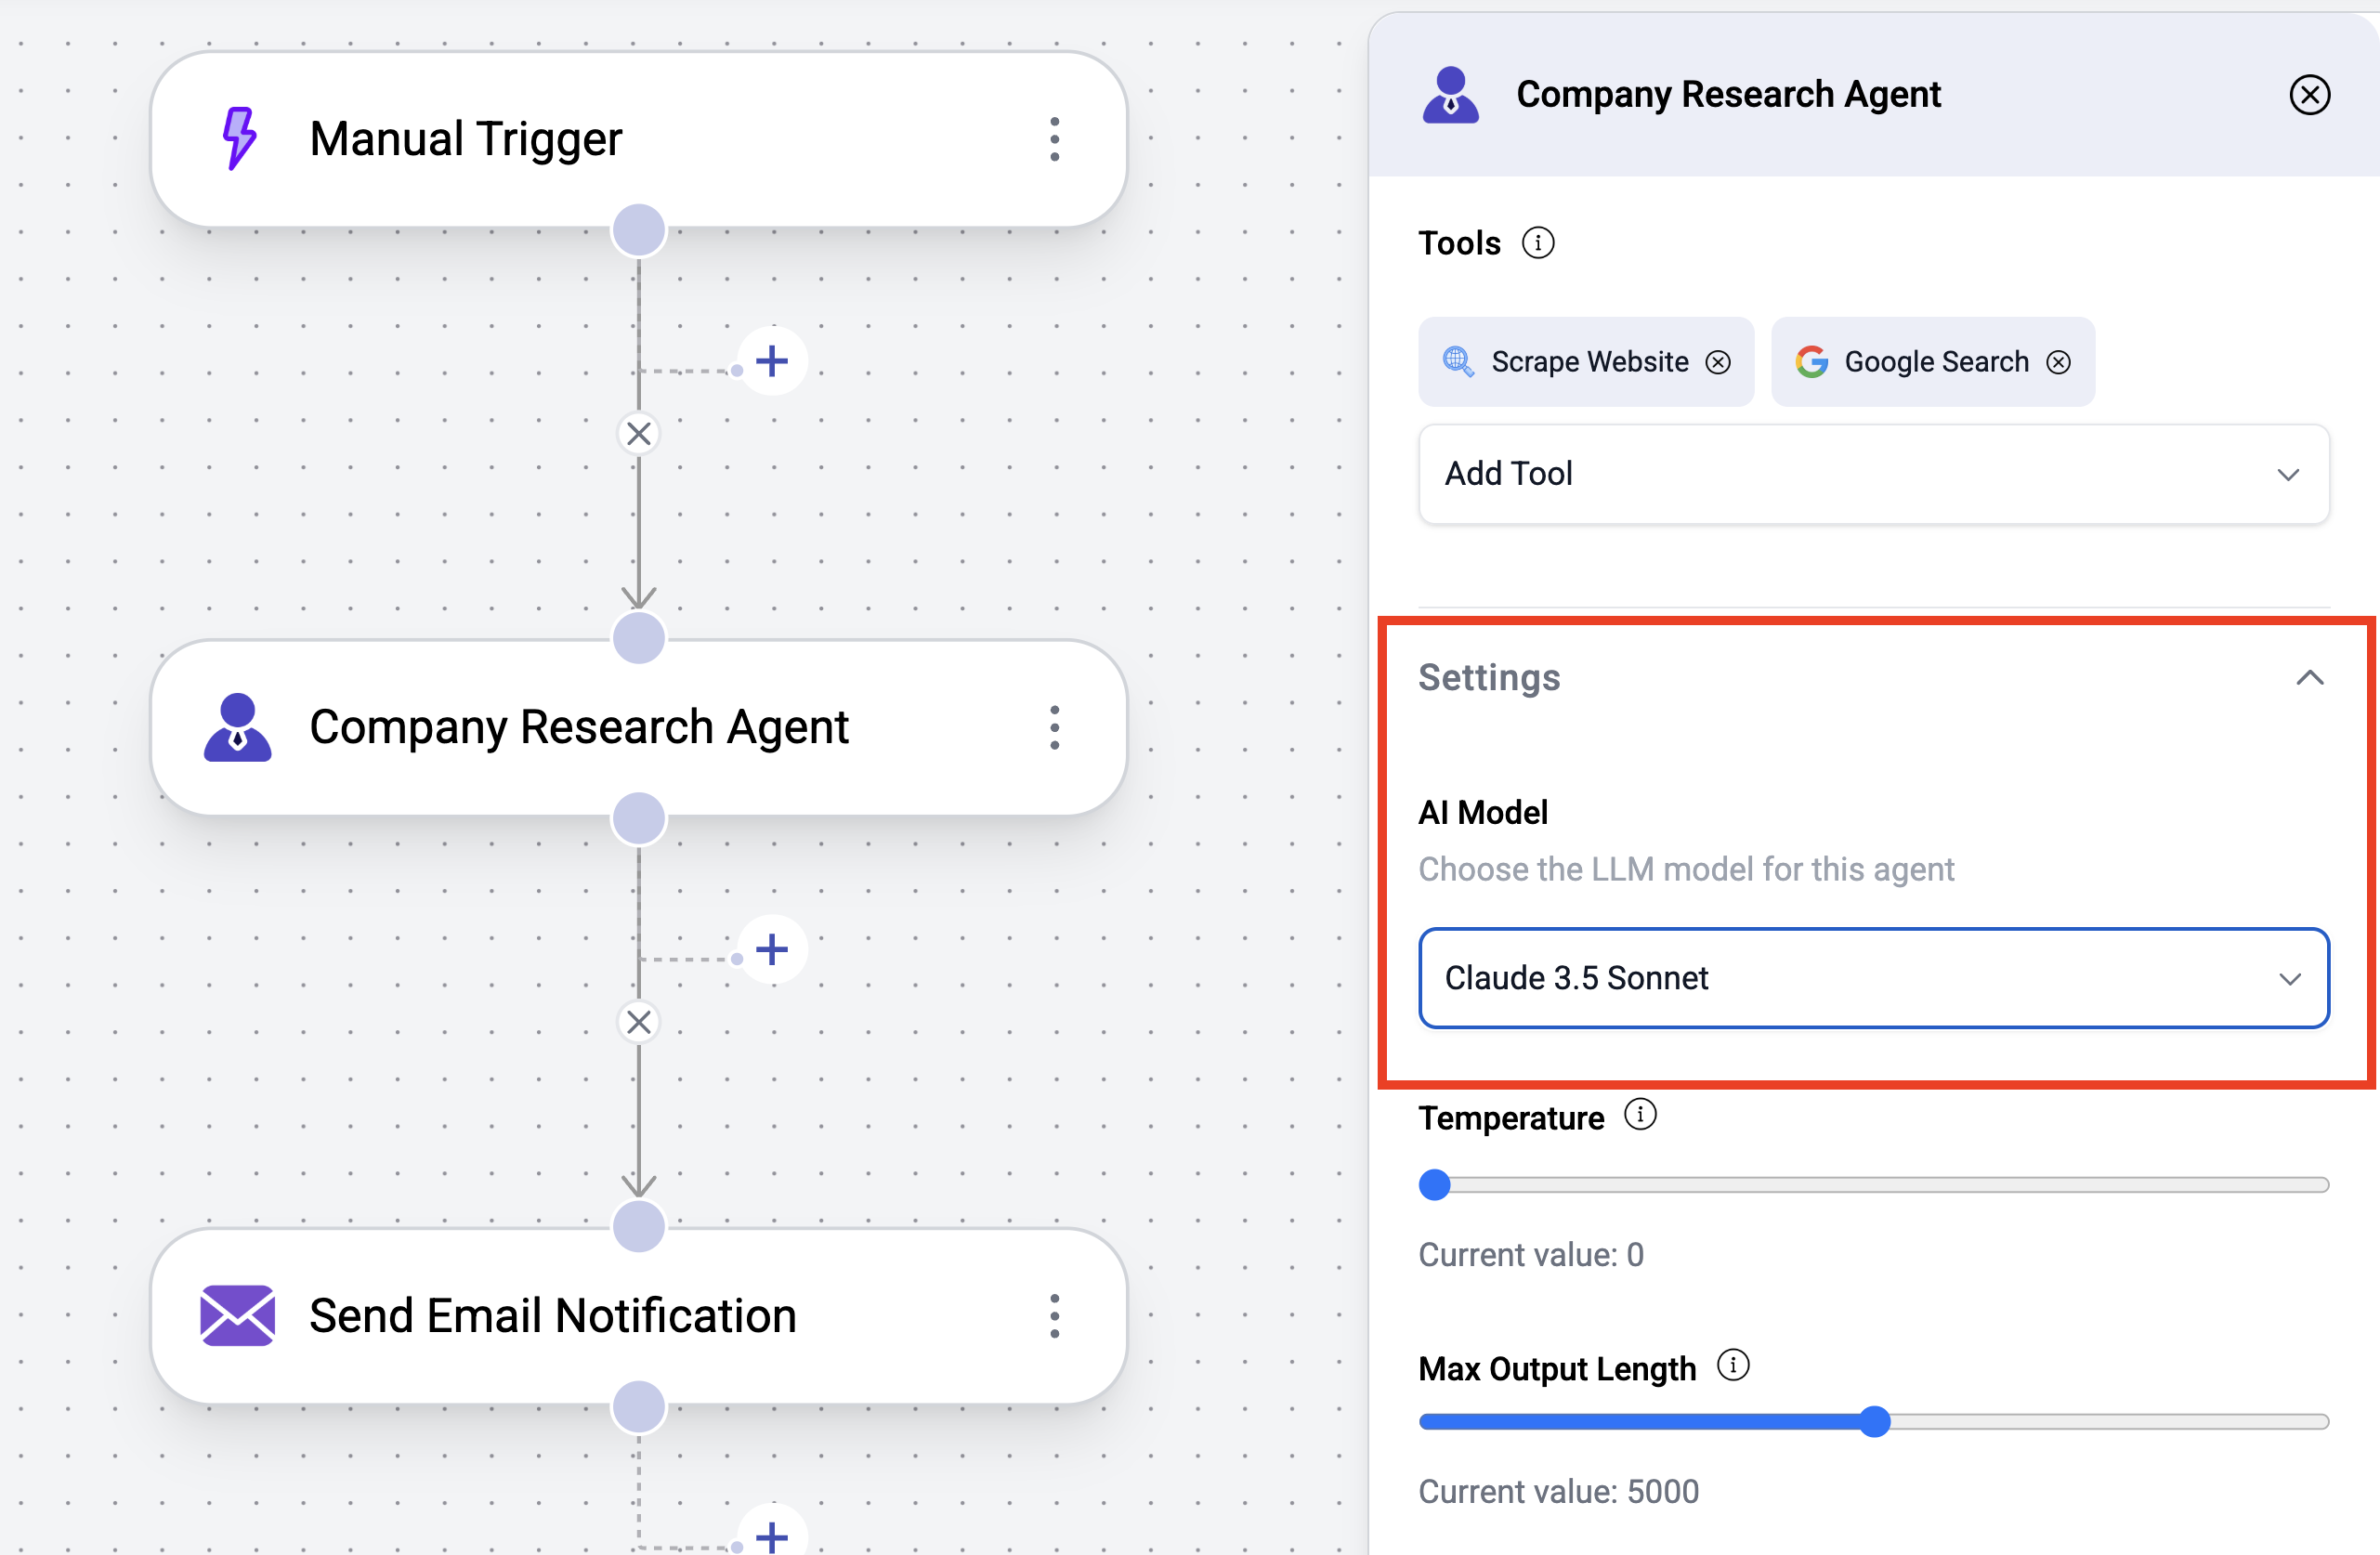 Manual Trigger
Company Research Agent
Send Email Notification
Company Research Agent
Tools
Scrape Website
Google Search
Add Tool
Settings
AI Model
Choose the LLM model for this agent
Claude 3.5 Sonnet
Temperature
Current value: 0
Max Output Length
Current value: 5000